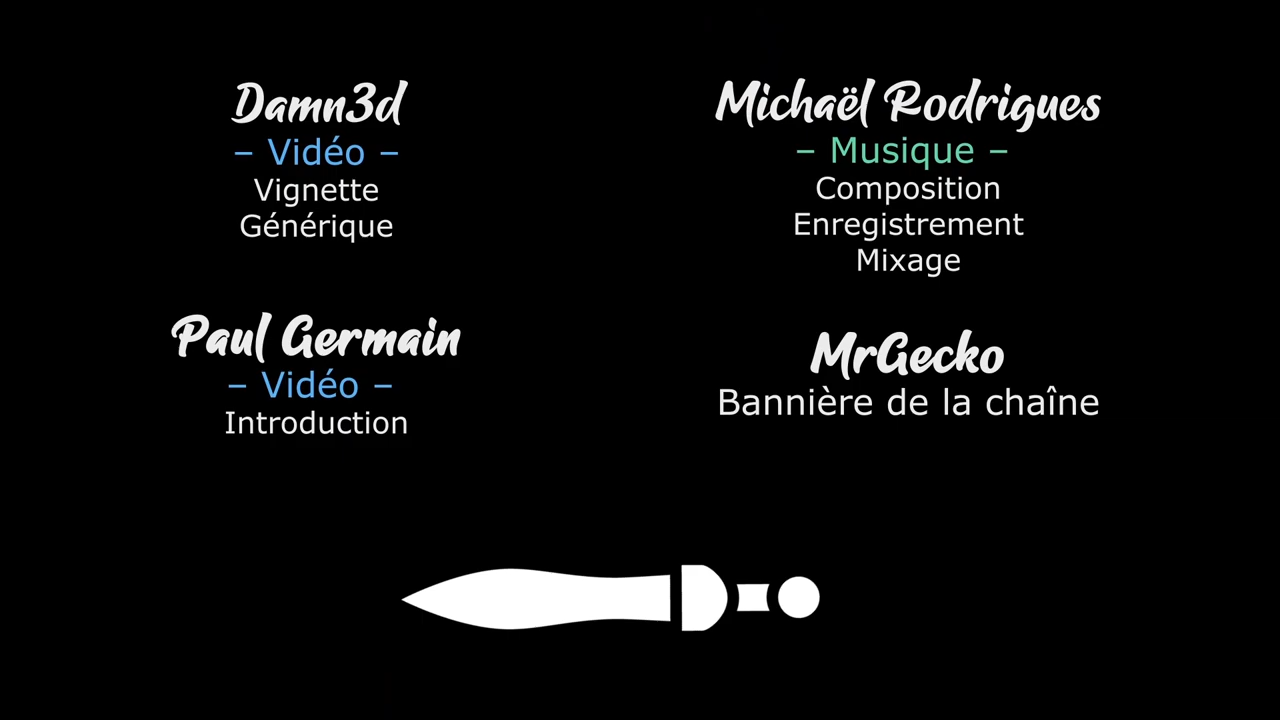 Damn3d
– Vidéo –
Vignette
Générique
Michaël Rodrigues
– Musique –
Composition
Enregistrement
Mixage
Paul Germain
– Vidéo –
Introduction
MrGecko
Bannière de la chaîne